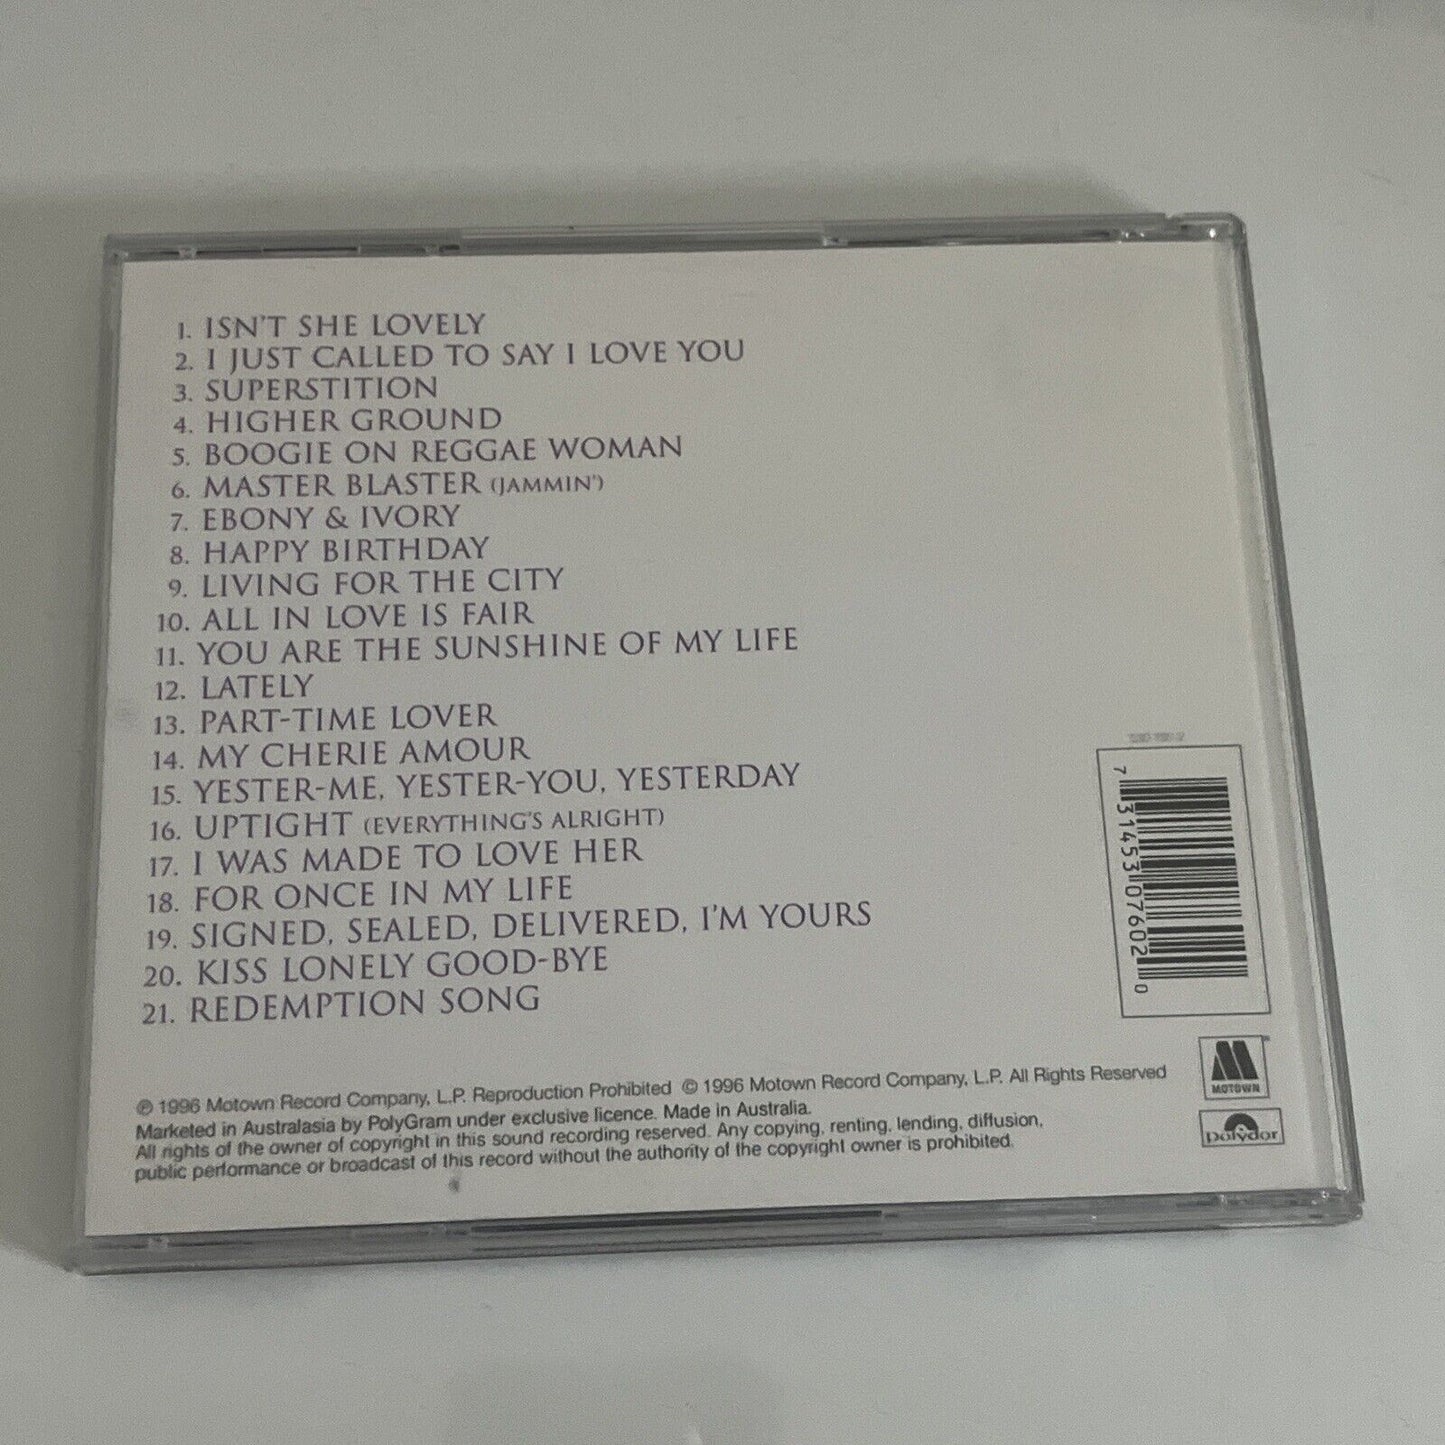 1. ISN'T SHE LOVELY
2. I JUST CALLED TO SAY I LOVE YOU
3. SUPERSTITION
4. HIGHER GROUND
5. BOOGIE ON REGGAE WOMAN
6. MASTER BLASTER (JAMMIN')
7. EBONY & IVORY
8. HAPPY BIRTHDAY
9. LIVING FOR THE CITY
10. ALL IN LOVE IS FAIR
11. YOU ARE THE SUNSHINE OF MY LIFE
12. LATELY
13. PART-TIME LOVER
14. MY CHERIE AMOUR
15. YESTER-ME, YESTER-YOU, YESTERDAY
16. UPTIGHT (EVERYTHING'S ALRIGHT)
17. I WAS MADE TO LOVE HER
18. FOR ONCE IN MY LIFE
19. SIGNED, SEALED, DELIVERED, I'M YOURS
20. KISS LONELY GOOD-BYE
21. REDEMPTION SONG
7 31453 07602 0
℗ 1996 Motown Record Company, L.P. Reproduction Prohibited © 1996 Motown Record Company, L.P. All Rights Reserved
Marketed in Australasia by PolyGram under exclusive licence. Made in Australia.
All rights of the owner of copyright in this sound recording reserved. Any copying, renting, lending, diffusion,
public performance or broadcast of this record without the authority of the copyright owner is prohibited.
M
MOTOWN
polydor